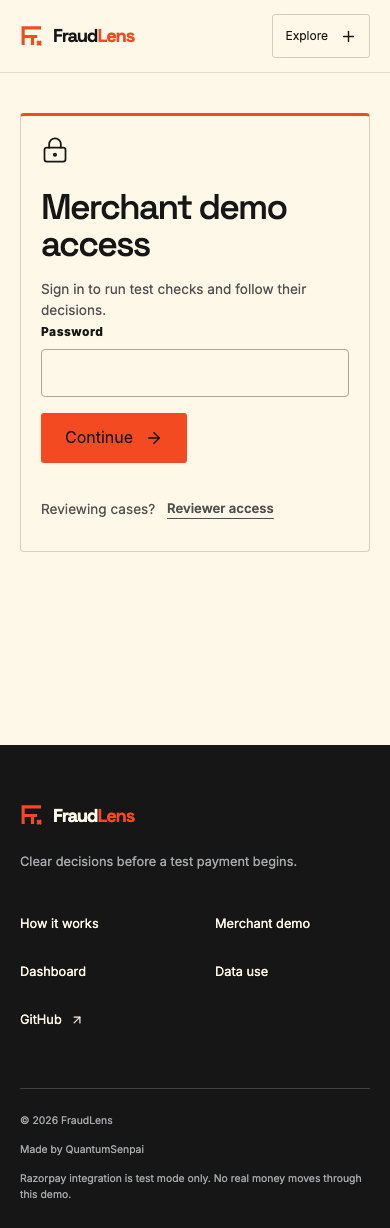 FraudLens
Explore
Merchant demo
access
Sign in to run test checks and follow their
decisions.
Password
Continue
Reviewing cases? Reviewer access
FraudLens
Clear decisions before a test payment begins.
How it works
Merchant demo
Dashboard
Data use
GitHub
© 2026 FraudLens
Made by QuantumSenpai
Razorpay integration is test mode only. No real money moves through
this demo.